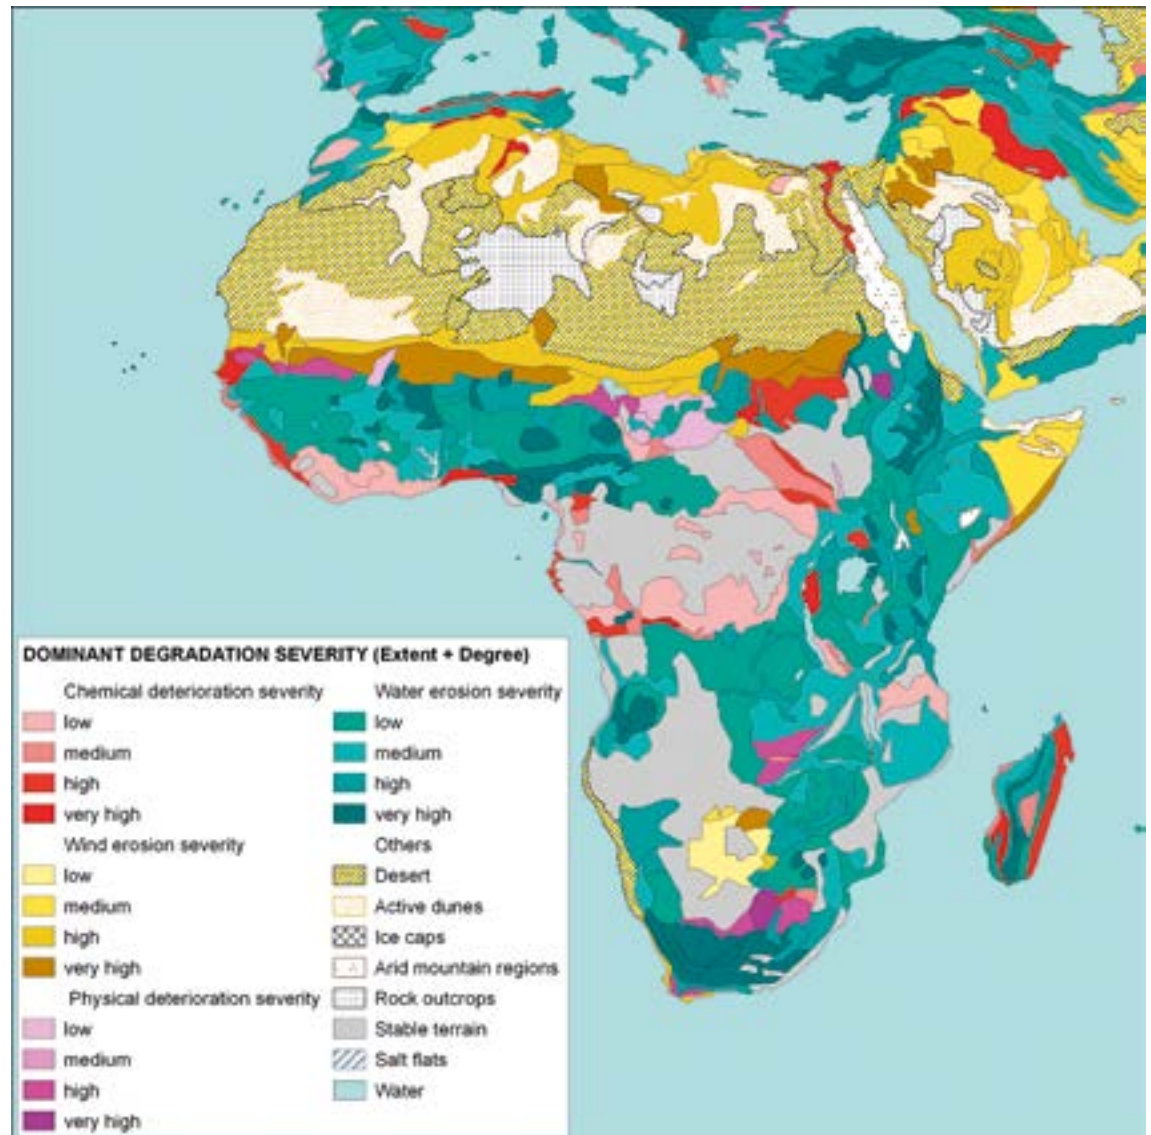 DOMINANT DEGRADATION SEVERITY (Extent + Degree)
Chemical deterioration severity
low
medium
high
very high
Wind erosion severity
low
medium
high
very high
Physical deterioration severity
low
medium
high
very high
Water erosion severity
low
medium
high
very high
Others
Desert
Active dunes
Ice caps
Arid mountain regions
Rock outcrops
Stable terrain
Salt flats
Water